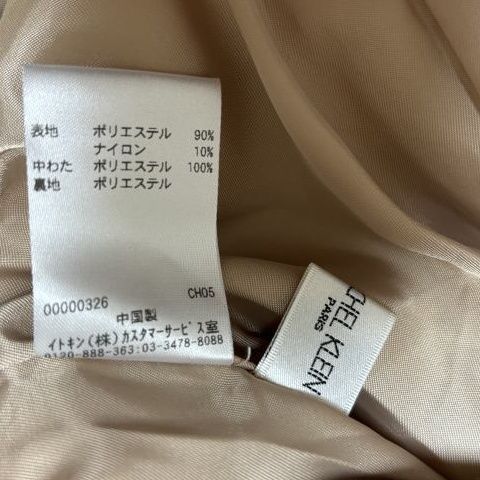 表地 ポリエステル 90%
ナイロン 10%
中わた ポリエステル 100%
裏地 ポリエステル
00000326 CH05
中国製
イトキン(株)カスタマーサービス室
0120-888-363:03-3478-8088
CHEL KLEIN
PARIS